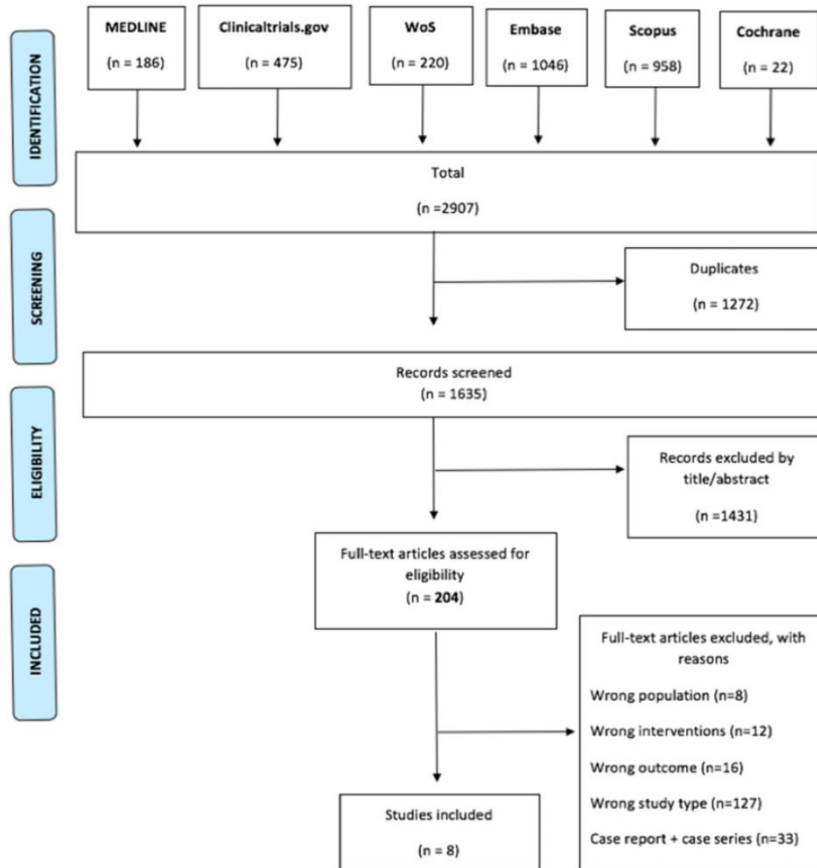 MEDLINE
(n = 186)
Clinicaltrials.gov
(n = 475)
WoS
(n = 220)
Embase
(n = 1046)
Scopus
(n = 958)
Cochrane
(n = 22)
IDENTIFICATION
Total
(n =2907)
SCREENING
Duplicates
(n = 1272)
Records screened
(n = 1635)
ELIGIBILITY
Records excluded by
title/abstract
(n =1431)
Full-text articles assessed for
eligibility
(n = 204)
INCLUDED
Full-text articles excluded, with
reasons
Wrong population (n=8)
Wrong interventions (n=12)
Wrong outcome (n=16)
Wrong study type (n=127)
Case report + case series (n=33)
Studies included
(n = 8)